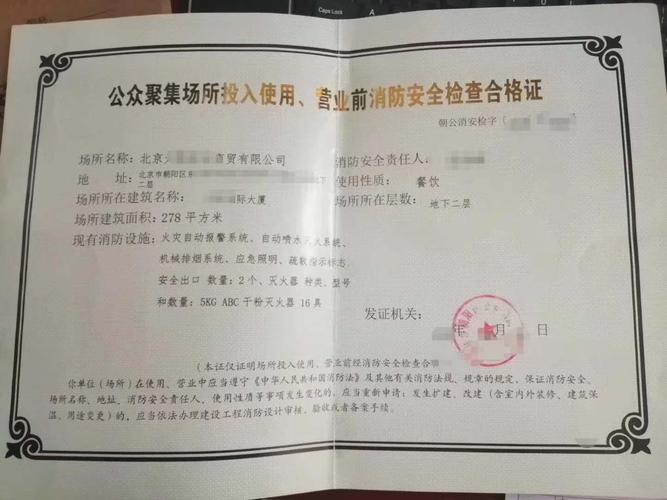 Caps Lock
公众聚集场所投入使用、营业前消防安全检查合格证
朝公消安检字〔
场所名称：北京 商贸有限公司 消防安全责任人：
地 址：北京市朝阳区 地下二层 使用性质： 餐饮
场所所在建筑名称： 国际大厦 场所所在层数：地下二层
场所建筑面积：278 平方米
现有消防设施：火灾自动报警系统、自动喷水灭火系统、
机械排烟系统、应急照明、疏散指示标志、
安全出口 数量：2 个、灭火器 种类、型号
和数量：5KG ABC 干粉灭火器 16 具
发证机关：
年 月 日
（本证仅证明场所投入使用、营业前经消防安全检查合格
你单位（场所）在使用、营业中应当遵守《中华人民共和国消防法》及其他有关消防法规、规章的规定，保证消防安全。
场所名称、地址、消防安全责任人、使用性质等事项发生变化的，应当重新申请；发生扩建、改建（含室内外装修、建筑保
温、用途变更）的，应当依法办理建设工程消防设计审核、验收或者备案手续。